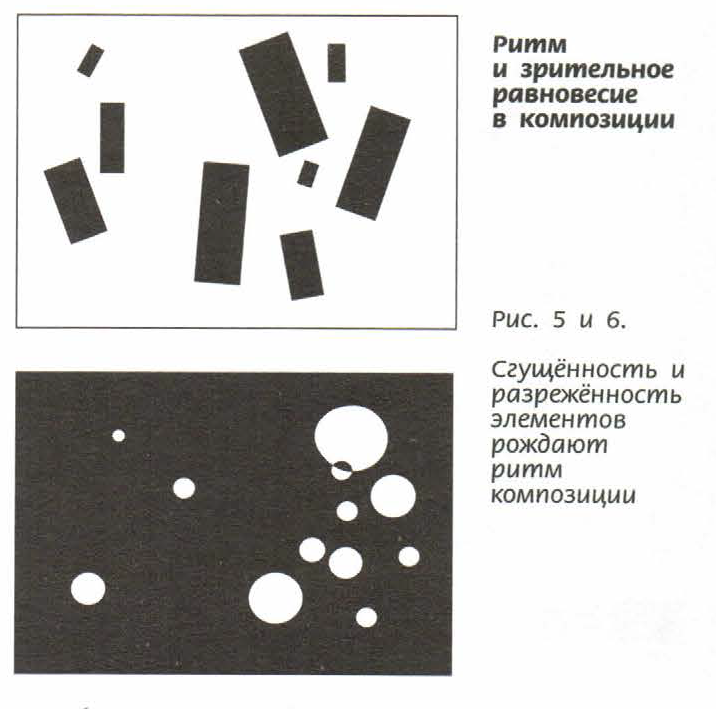 Ритм
и зрительное
равновесие
в композиции
Рис. 5 и 6.
Сгущённость и
разрежённость
элементов
рождают
ритм
композиции